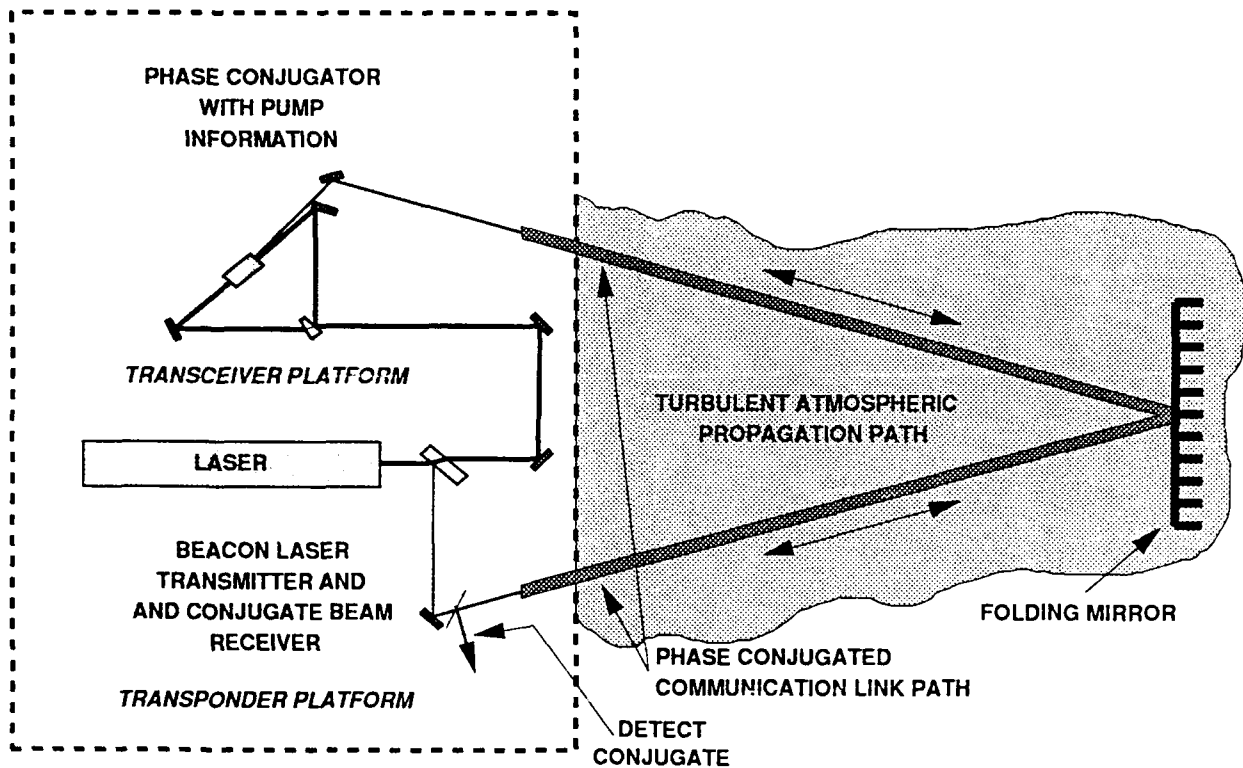 PHASE CONJUGATOR
WITH PUMP
INFORMATION
TRANSCEIVER PLATFORM
LASER
BEACON LASER
TRANSMITTER AND
AND CONJUGATE BEAM
RECEIVER
TRANSPONDER PLATFORM
TURBULENT ATMOSPHERIC
PROPAGATION PATH
FOLDING MIRROR
PHASE CONJUGATED
COMMUNICATION LINK PATH
DETECT
CONJUGATE